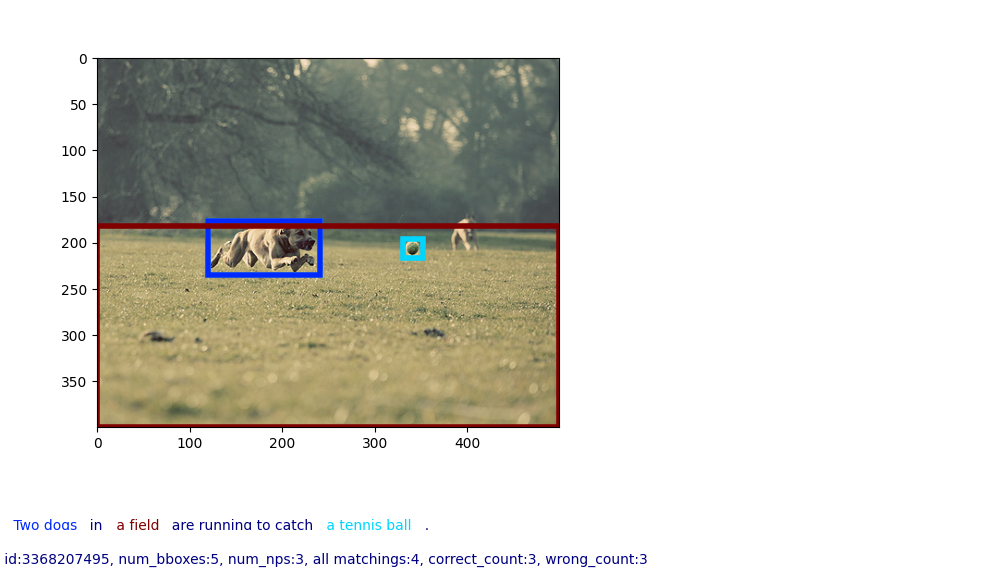 0
50
100
150
200
250
300
350
0 100 200 300 400
Two dogs in a field are running to catch a tennis ball .
id:3368207495, num_bboxes:5, num_nps:3, all matchings:4, correct_count:3, wrong_count:3